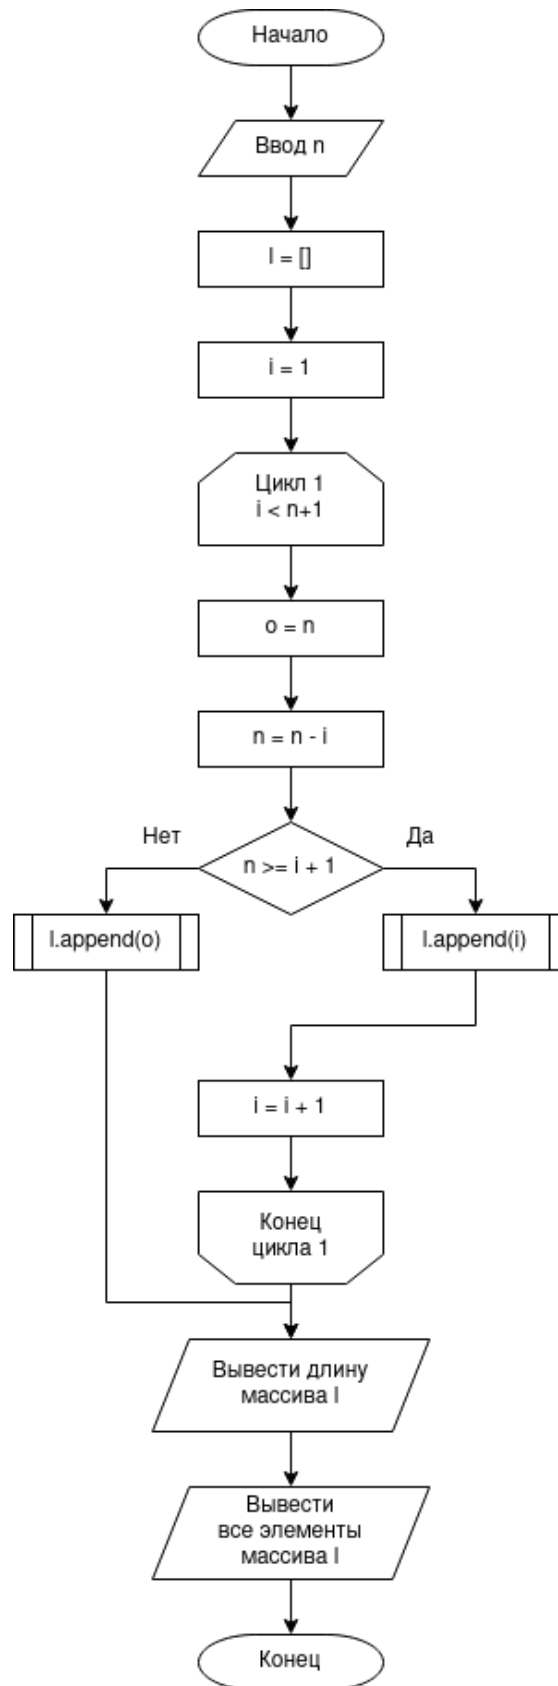 Начало
Ввод n
l = []
i = 1
Цикл 1
i < n+1
o = n
n = n - i
Нет
n >= i + 1
Да
l.append(o)
l.append(i)
i = i + 1
Конец
цикла 1
Вывести длину
массива l
Вывести
все элементы
массива l
Конец